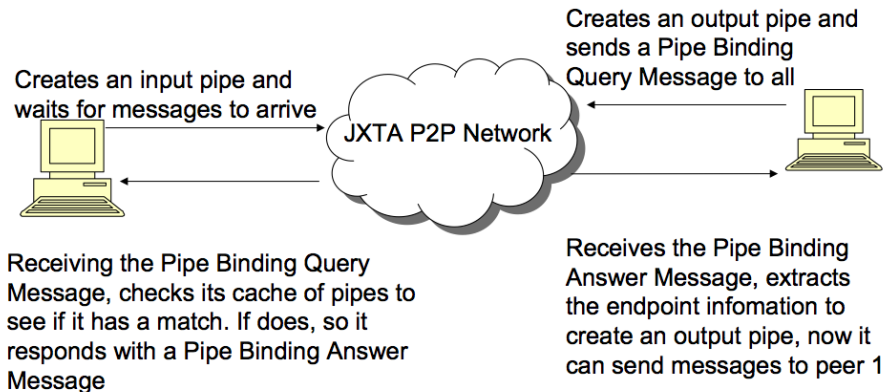 Creates an output pipe and
sends a Pipe Binding
Query Message to all
Creates an input pipe and
waits for messages to arrive
JXTA P2P Network
Receiving the Pipe Binding Query
Message, checks its cache of pipes to
see if it has a match. If does, so it
responds with a Pipe Binding Answer
Message
Receives the Pipe Binding
Answer Message, extracts
the endpoint infomation to
create an output pipe, now it
can send messages to peer 1